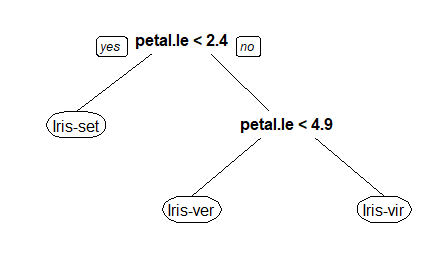 yes petal.le < 2.4 no
Iris-set
petal.le < 4.9
Iris-ver
Iris-vir